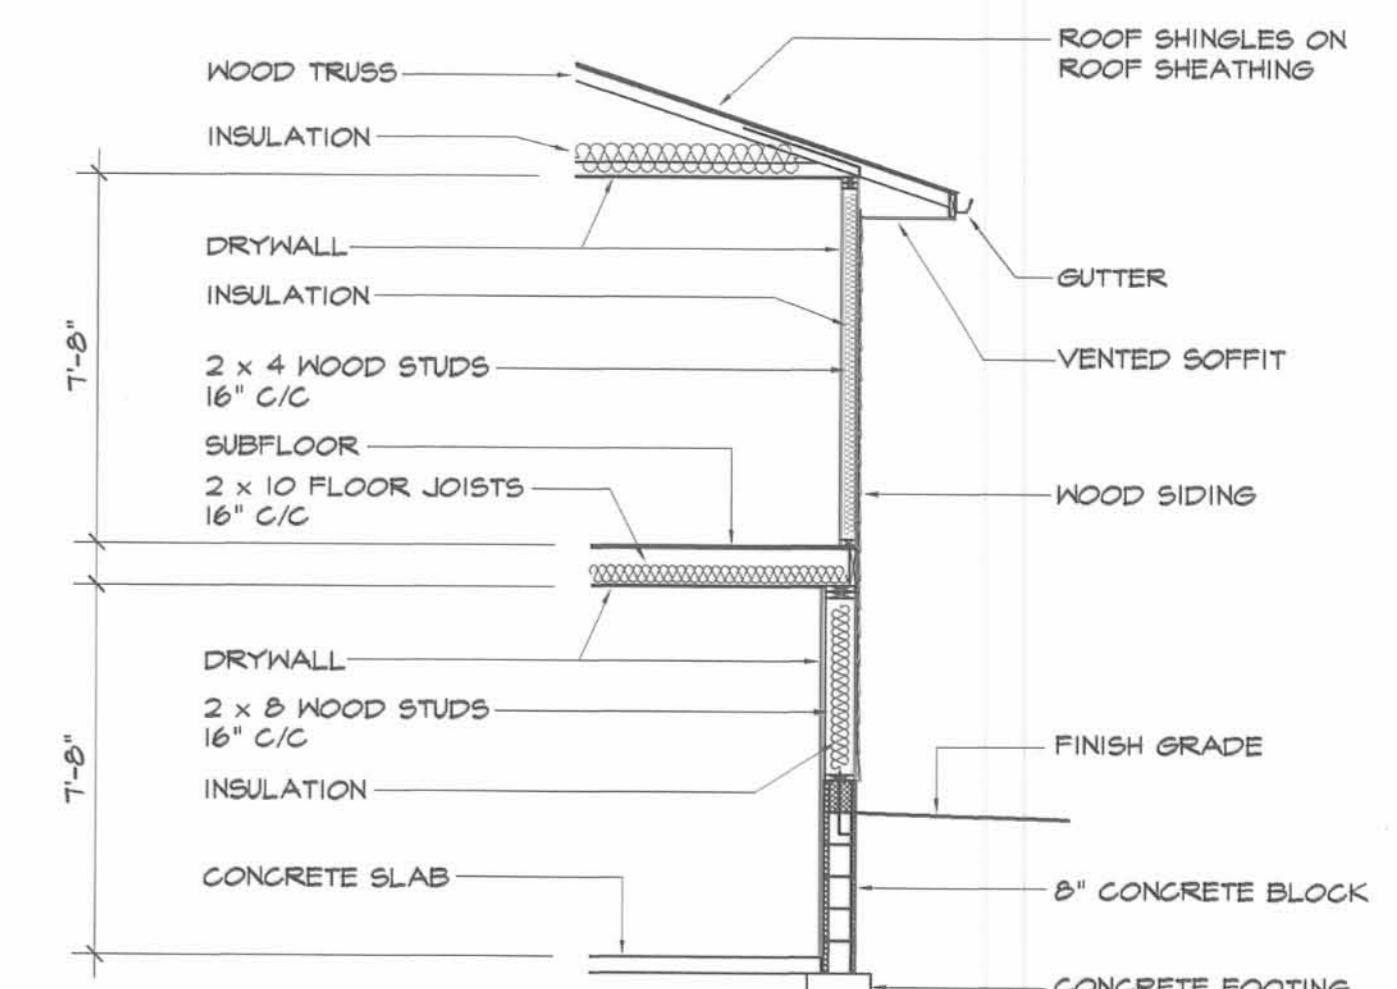 ROOF SHINGLES ON
ROOF SHEATHING
WOOD TRUSS
INSULATION
DRYWALL
INSULATION
GUTTER
7'-8"
2 x 4 WOOD STUDS
16" C/C
VENTED SOFFIT
SUBFLOOR
2 x 10 FLOOR JOISTS
16" C/C
WOOD SIDING
DRYWALL
2 x 8 WOOD STUDS
16" C/C
FINISH GRADE
7'-8"
INSULATION
CONCRETE SLAB
8" CONCRETE BLOCK
CONCRETE FOOTING